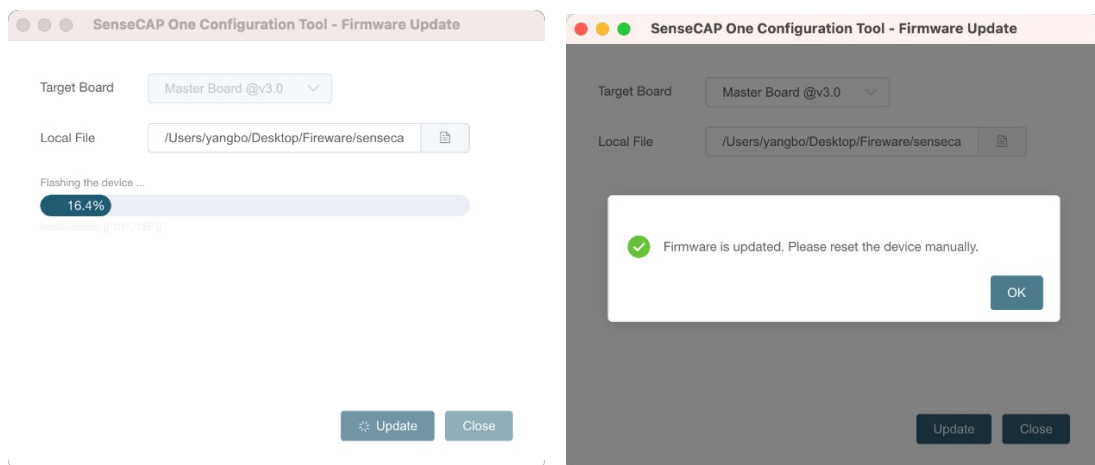 SenseCAP One Configuration Tool - Firmware Update
Target Board
Master Board @v3.0
Local File
/Users/yangbo/Desktop/Fireware/senseca
Flashing the device ...
16.4%
Update
Close
SenseCAP One Configuration Tool - Firmware Update
Target Board
Master Board @v3.0
Local File
/Users/yangbo/Desktop/Fireware/senseca
Firmware is updated. Please reset the device manually.
OK
Update
Close